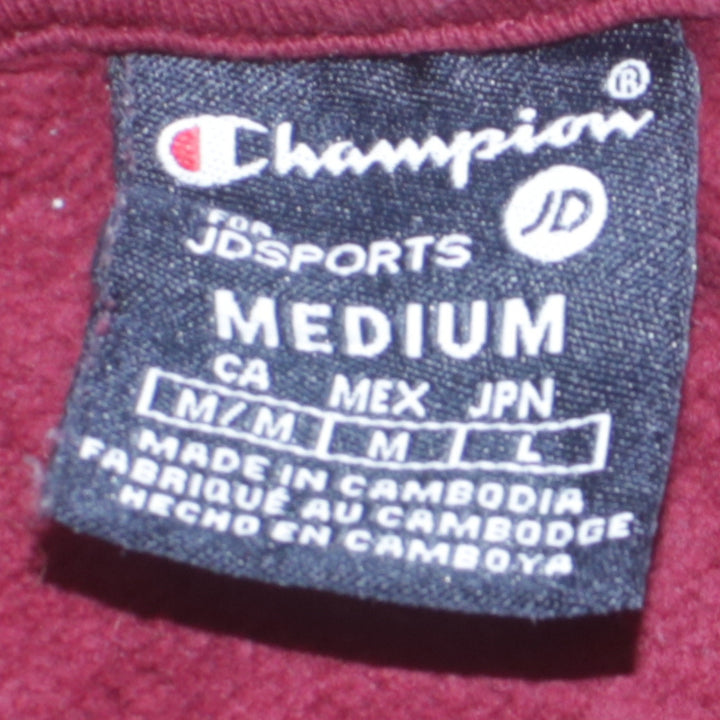 Champion®
JD
FOR
JDSPORTS
MEDIUM
CA MEX JPN
M/M M L
MADE IN CAMBODIA
FABRIQUÉ AU CAMBODGE
HECHO EN CAMBOYA